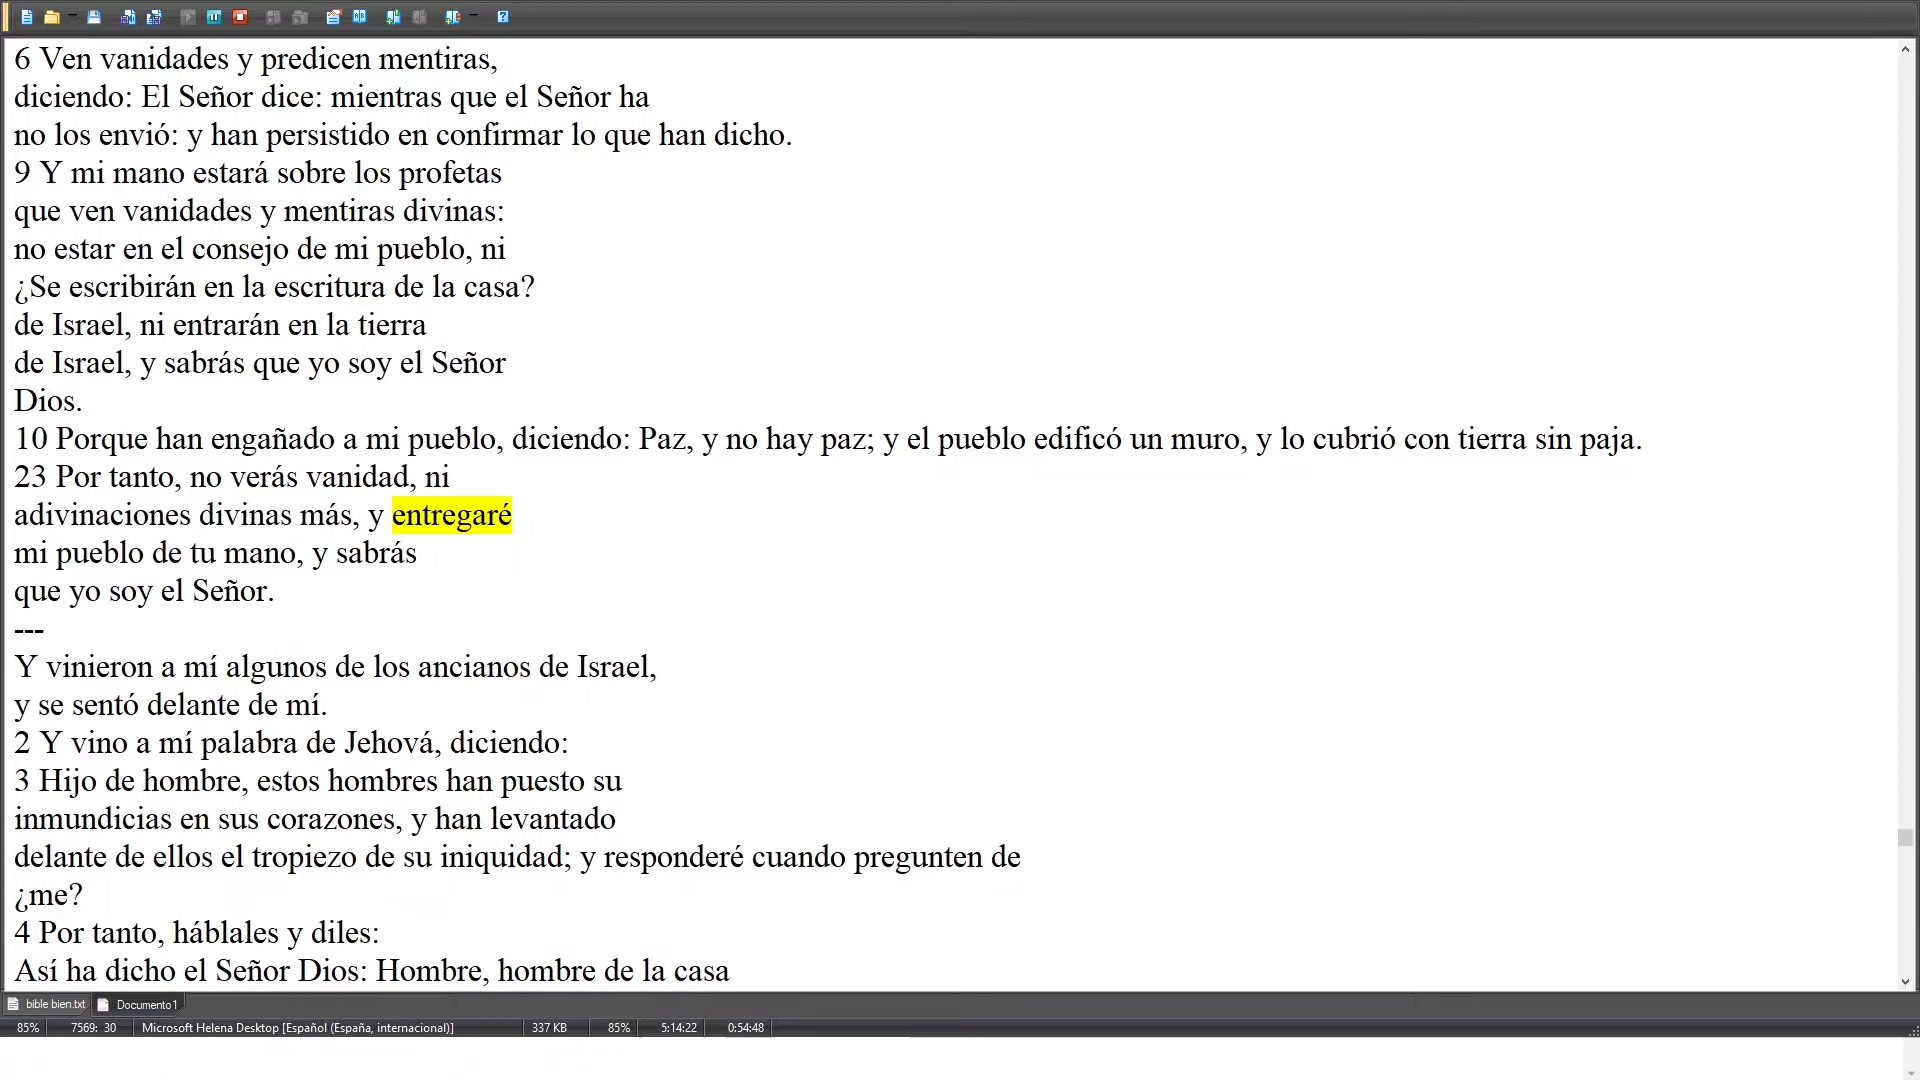 6 Ven vanidades y predicen mentiras,
diciendo: El Señor dice: mientras que el Señor ha
no los envió: y han persistido en confirmar lo que han dicho.
9 Y mi mano estará sobre los profetas
que ven vanidades y mentiras divinas:
no estar en el consejo de mi pueblo, ni
¿Se escribirán en la escritura de la casa?
de Israel, ni entrarán en la tierra
de Israel, y sabrás que yo soy el Señor
Dios.
10 Porque han engañado a mi pueblo, diciendo: Paz, y no hay paz; y el pueblo edificó un muro, y lo cubrió con tierra sin paja.
23 Por tanto, no verás vanidad, ni
adivinaciones divinas más, y entregaré
mi pueblo de tu mano, y sabrás
que yo soy el Señor.
---
Y vinieron a mí algunos de los ancianos de Israel,
y se sentó delante de mí.
2 Y vino a mí palabra de Jehová, diciendo:
3 Hijo de hombre, estos hombres han puesto su
inmundicias en sus corazones, y han levantado
delante de ellos el tropiezo de su iniquidad; y responderé cuando pregunten de
¿me?
4 Por tanto, háblales y diles:
Así ha dicho el Señor Dios: Hombre, hombre de la casa
bible bien.txt Documento1
85% 7569: 30 Microsoft Helena Desktop [Español (España, internacional)] 337 KB 85% 5:14:22 0:54:48